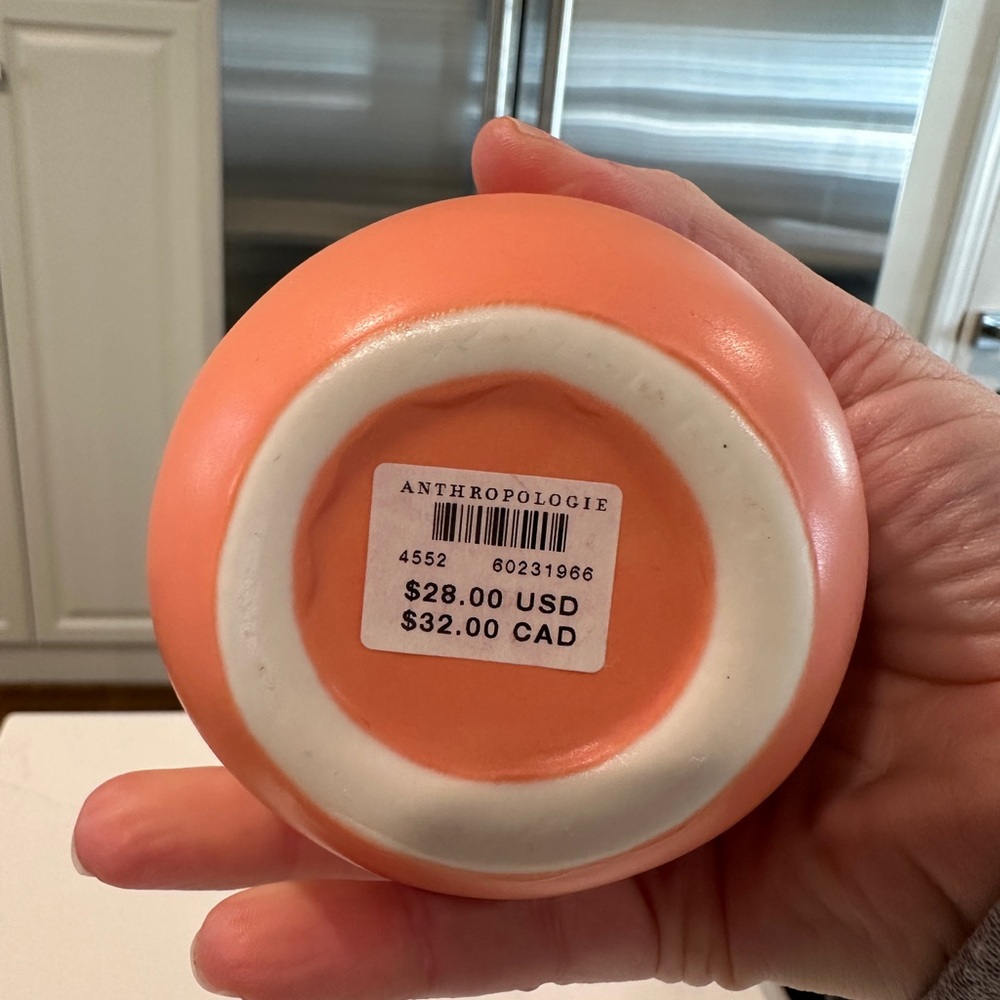 ANTHROPOLOGIE
4552 60231966
$28.00 USD
$32.00 CAD